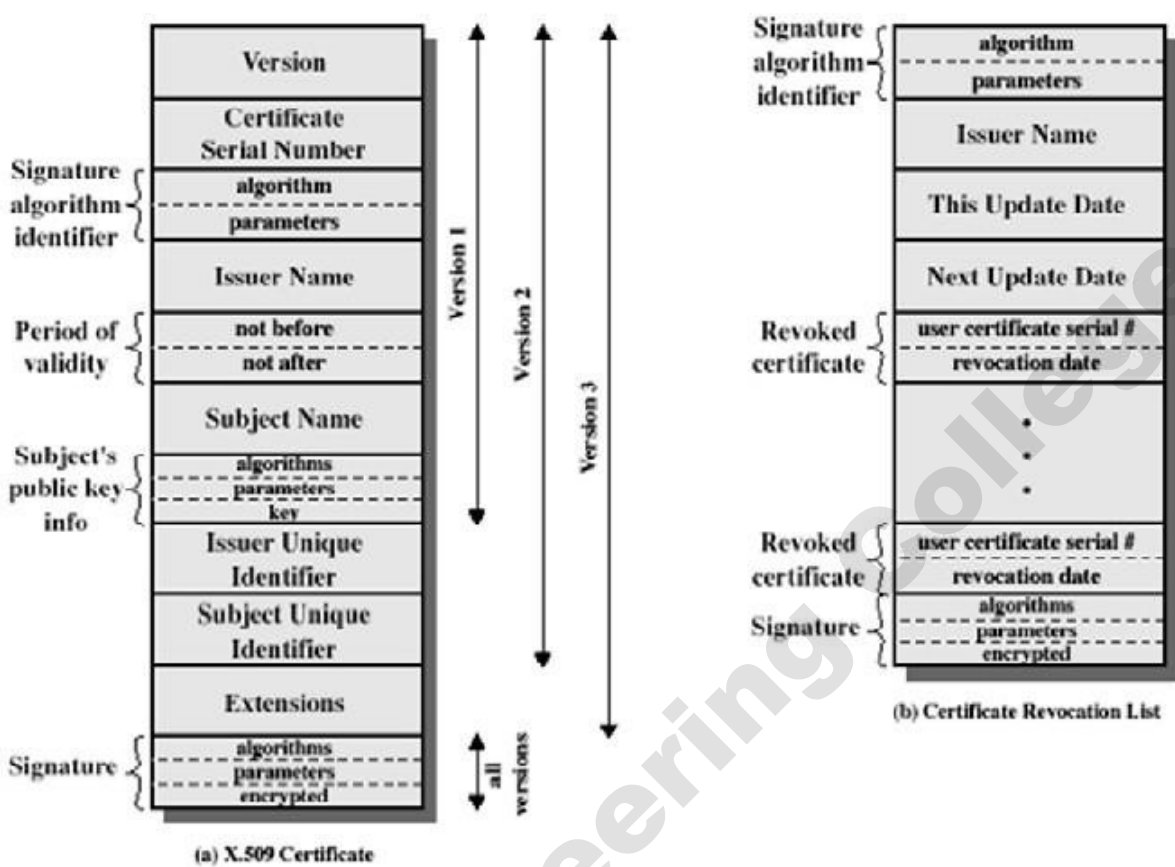 Version
Certificate
Serial Number
Signature
algorithm
identifier
algorithm
parameters
Issuer Name
Period of
validity
not before
not after
Subject Name
Subject's
public key
info
algorithms
parameters
key
Issuer Unique
Identifier
Subject Unique
Identifier
Extensions
Signature
algorithms
parameters
encrypted
Version 1
Version 2
Version 3
all
versions
(a) X.509 Certificate
Signature
algorithm
identifier
algorithm
parameters
Issuer Name
This Update Date
Next Update Date
Revoked
certificate
user certificate serial #
revocation date
Revoked
certificate
user certificate serial #
revocation date
Signature
algorithms
parameters
encrypted
(b) Certificate Revocation List
eering College